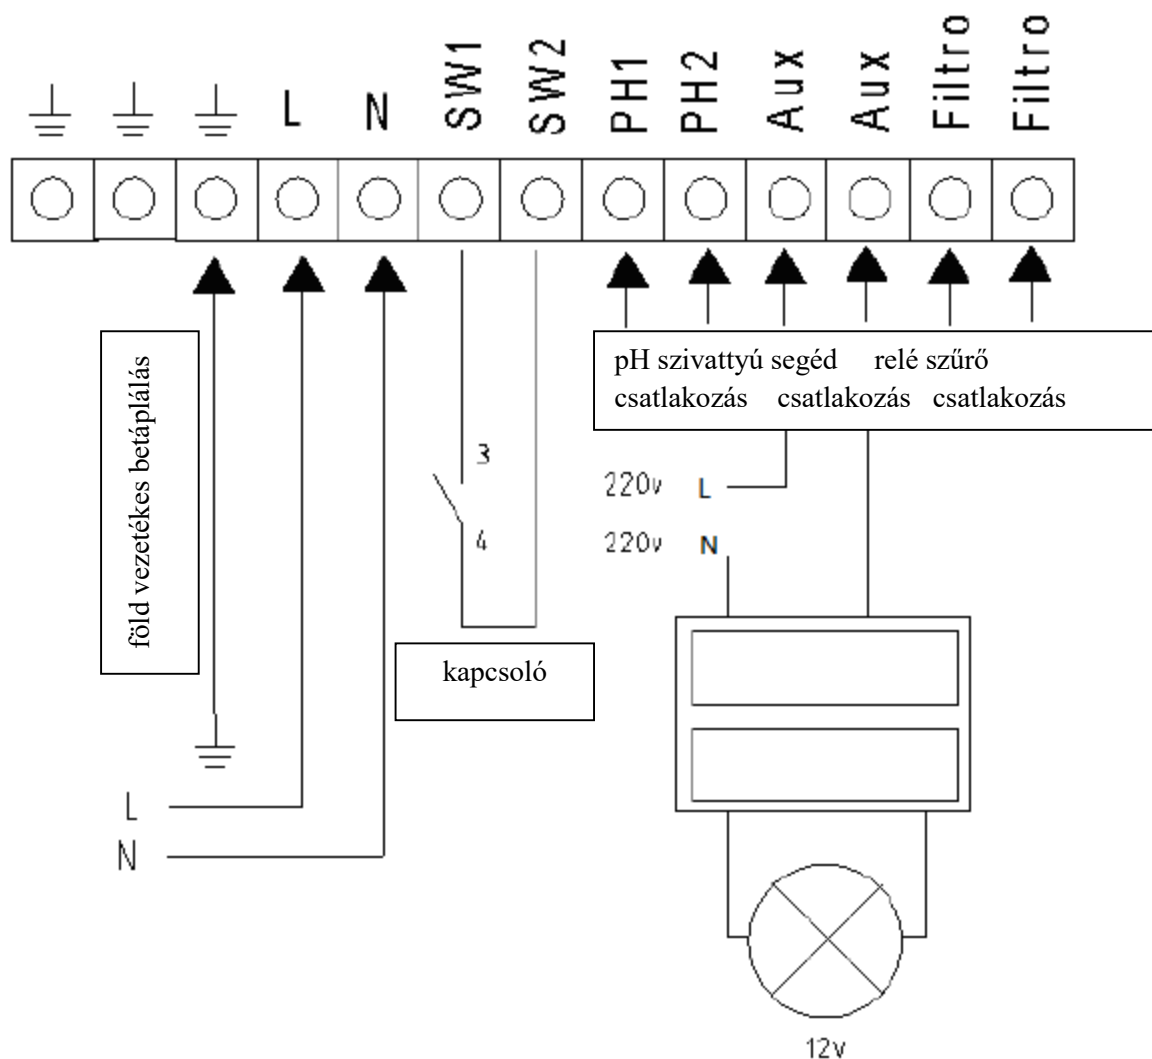 L N SW1 SW2 PH1 PH2 Aux Aux Filtro Filtro
föld vezetékes betáplálás
pH szivattyú segéd relé szűrő
csatlakozás csatlakozás csatlakozás
3
220v L
4
220v N
kapcsoló
L
N
12v